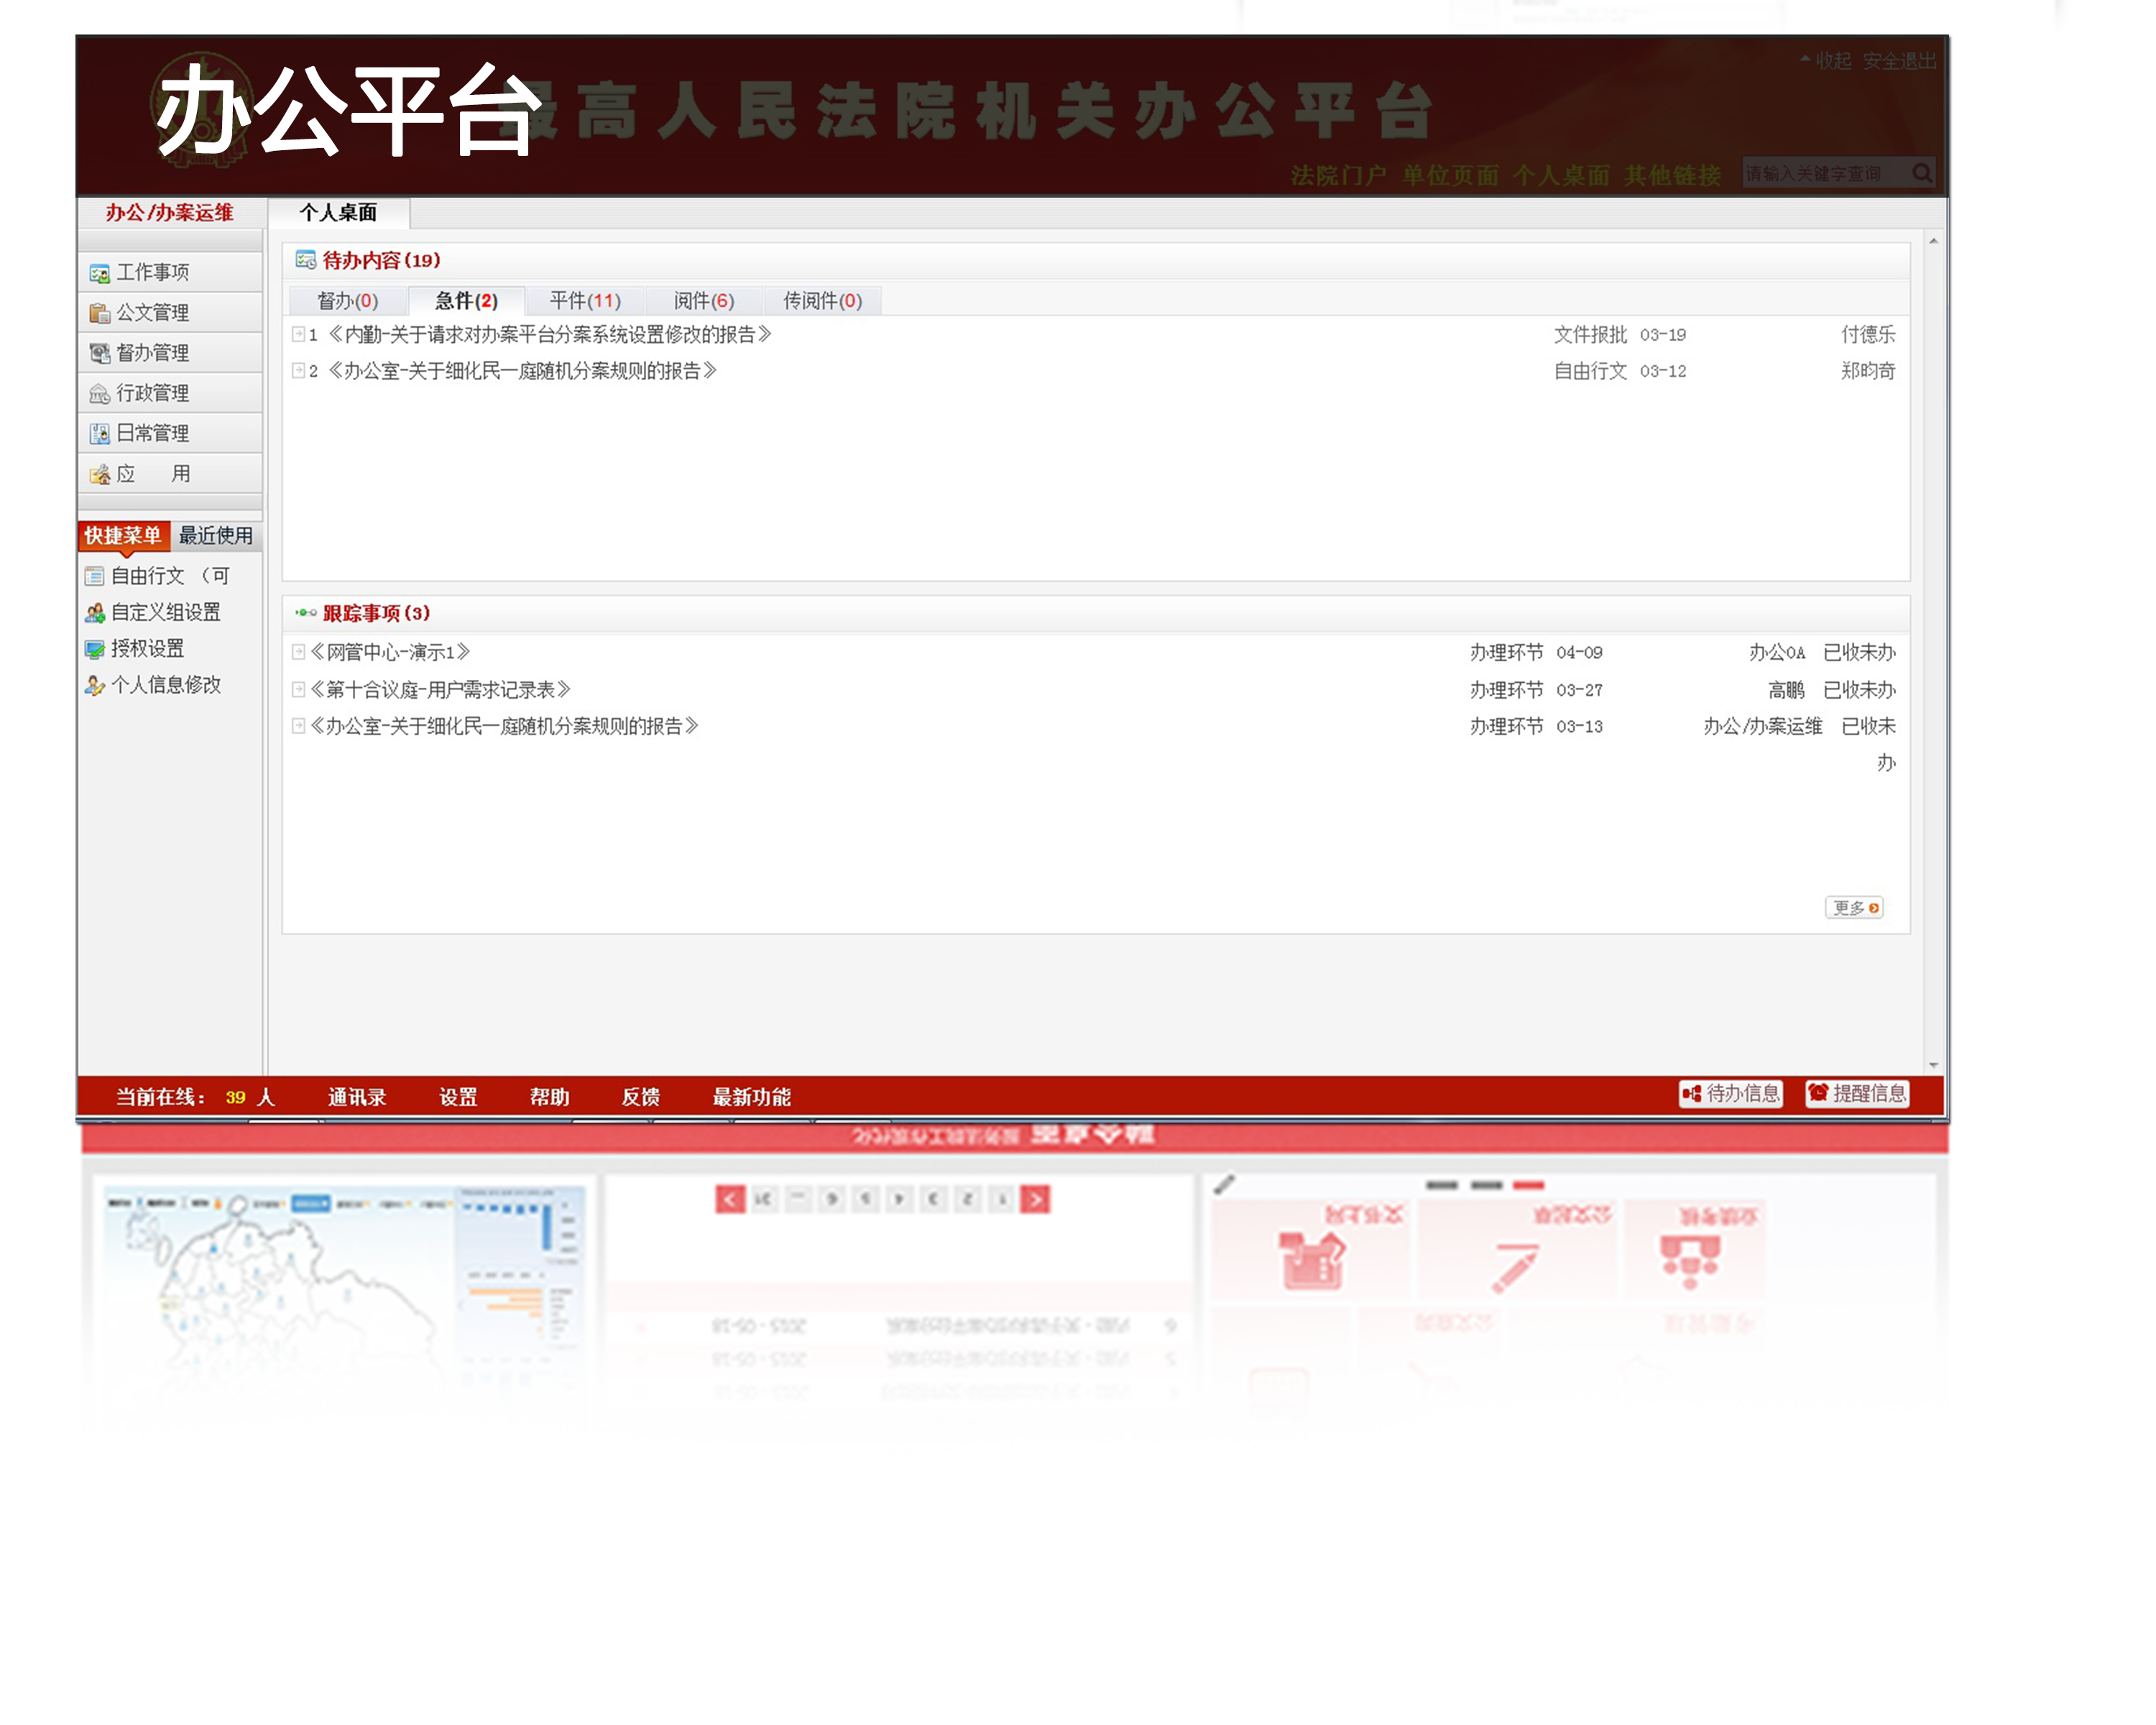 办公平台
最高人民法院机关办公平台
收起 安全退出
法院门户 单位页面 个人桌面 其他链接 请输入关键字查询
办公/办案运维
个人桌面
工作事项
公文管理
督办管理
行政管理
日常管理
应 用
快捷菜单 最近使用
自由行文 （可
自定义组设置
授权设置
个人信息修改
待办内容(19)
督办(0) 急件(2) 平件(11) 阅件(6) 传阅件(0)
1 《内勤-关于请求对办案平台分案系统设置修改的报告》 文件报批 03-19 付德乐
2 《办公室-关于细化民一庭随机分案规则的报告》 自由行文 03-12 郑昀奇
跟踪事项(3)
《网管中心-演示1》 办理环节 04-09 办公OA 已收未办
《第十合议庭-用户需求记录表》 办理环节 03-27 高鹏 已收未办
《办公室-关于细化民一庭随机分案规则的报告》 办理环节 03-13 办公/办案运维 已收未
办
更多
当前在线： 39 人 通讯录 设置 帮助 反馈 最新功能 待办信息 提醒信息